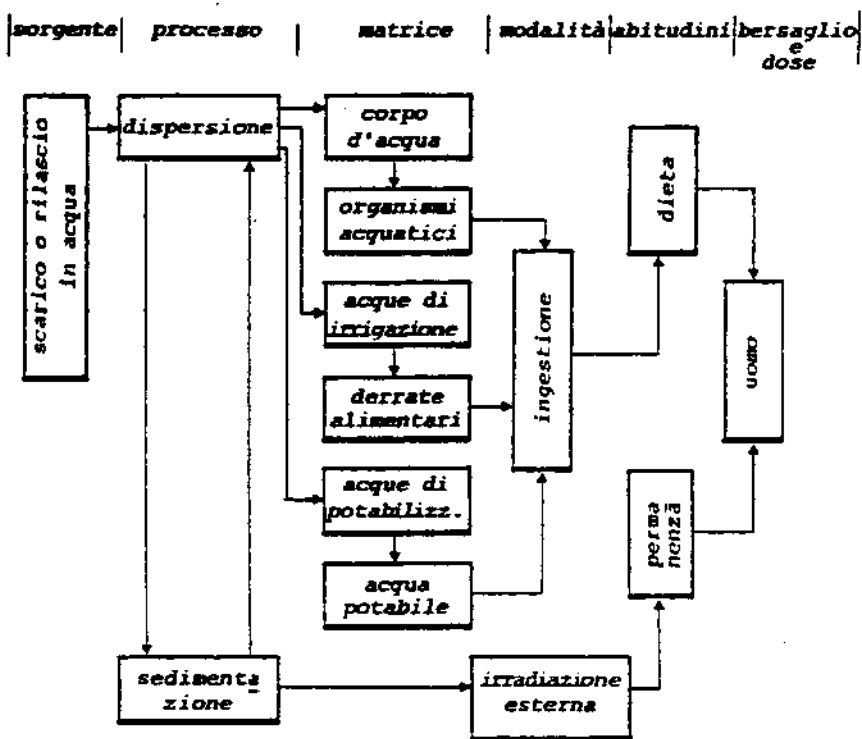 |sorgente| processo | matrice |modalità|abitudini|bersaglio|
e
dose
scarico o rilascio
in acqua
dispersione
corpo
d'acqua
organismi
acquatici
acque di
irrigazione
derrate
alimentari
acque di
potabilizz.
acqua
potabile
sedimenta
zione
ingestione
irradiazione
esterna
dieta
perma
nenza
uomo